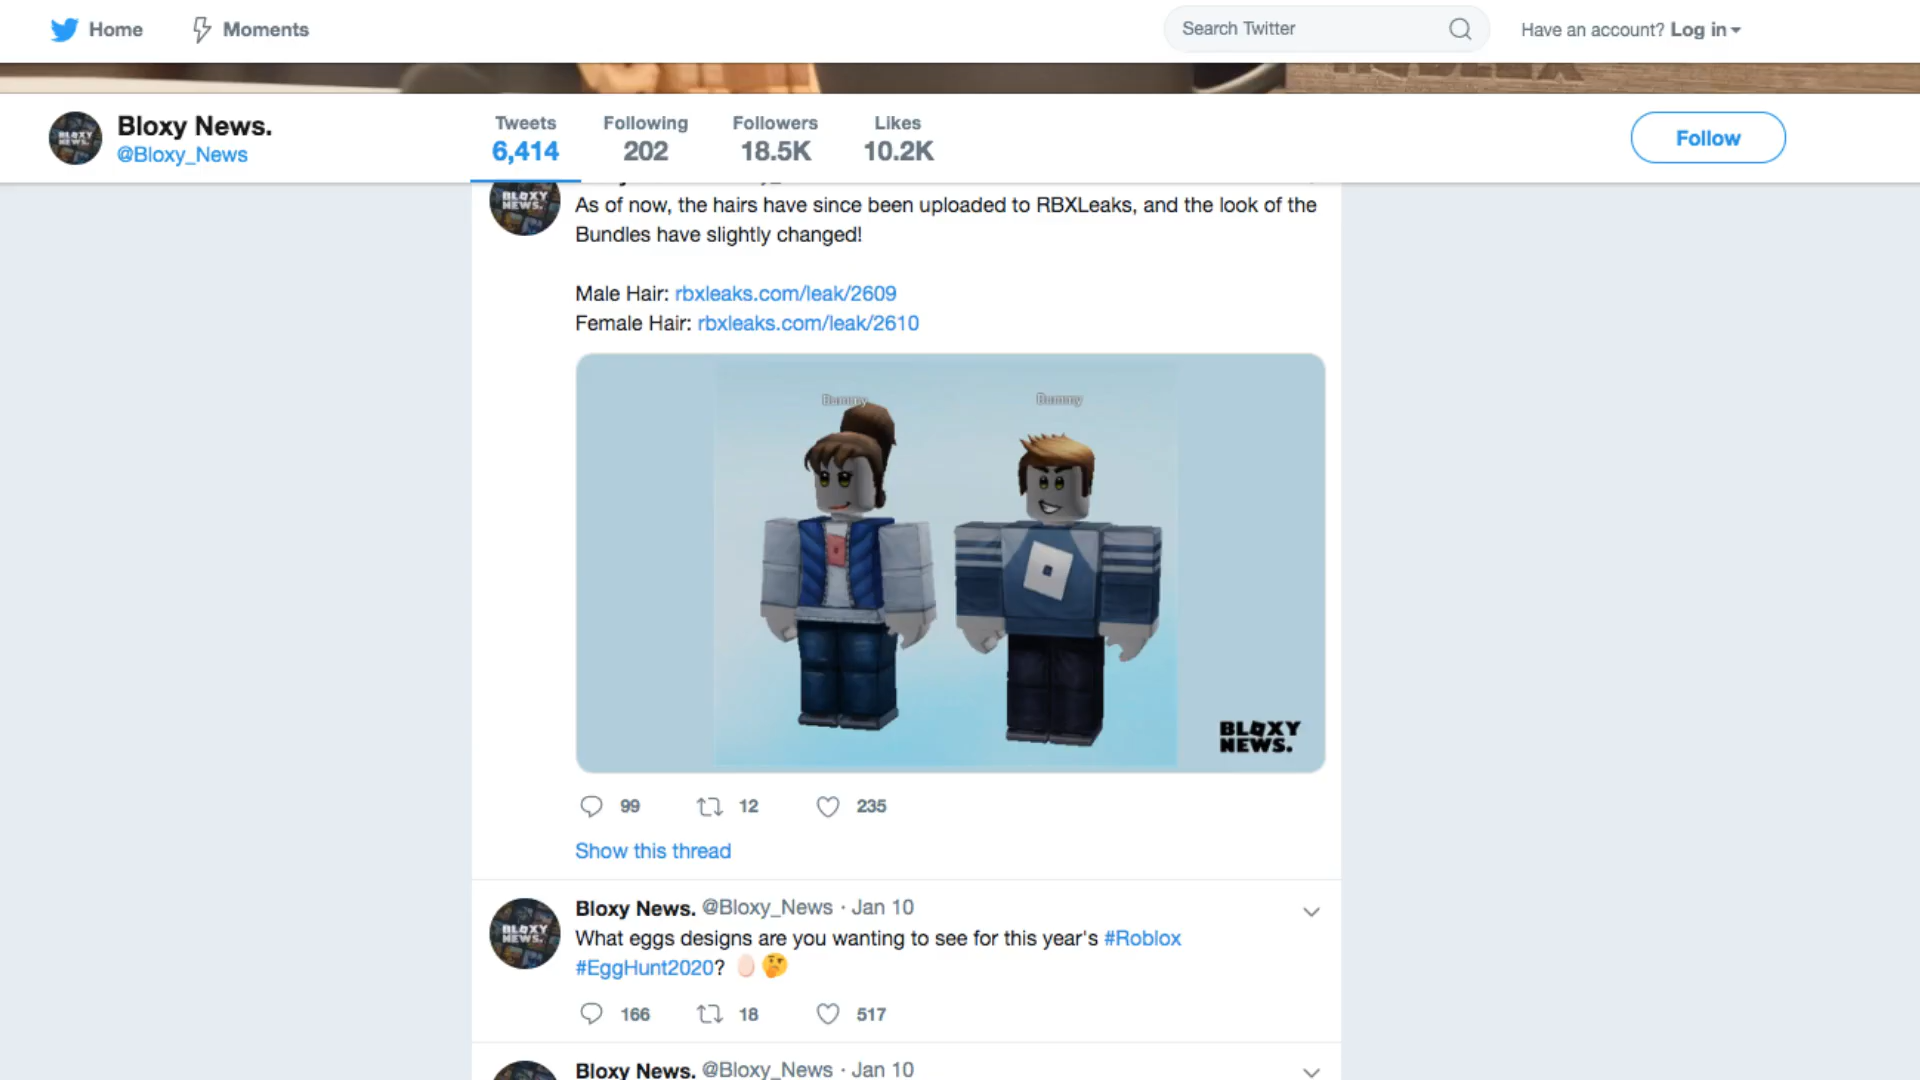 Home
Moments
Search Twitter
Have an account? Log in
Bloxy News.
@Bloxy_News
Tweets
6,414
Following
202
Followers
18.5K
Likes
10.2K
Follow
BLOXY
NEWS.
As of now, the hairs have since been uploaded to RBXLeaks, and the look of the
Bundles have slightly changed!
Male Hair: rbxleaks.com/leak/2609
Female Hair: rbxleaks.com/leak/2610
BLOXY
NEWS.
99
12
235
Show this thread
BLOXY
NEWS.
Bloxy News. @Bloxy_News · Jan 10
What eggs designs are you wanting to see for this year's #Roblox
#EggHunt2020? 🥚🤔
166
18
517
Bloxy News. @Bloxy_News · Jan 10